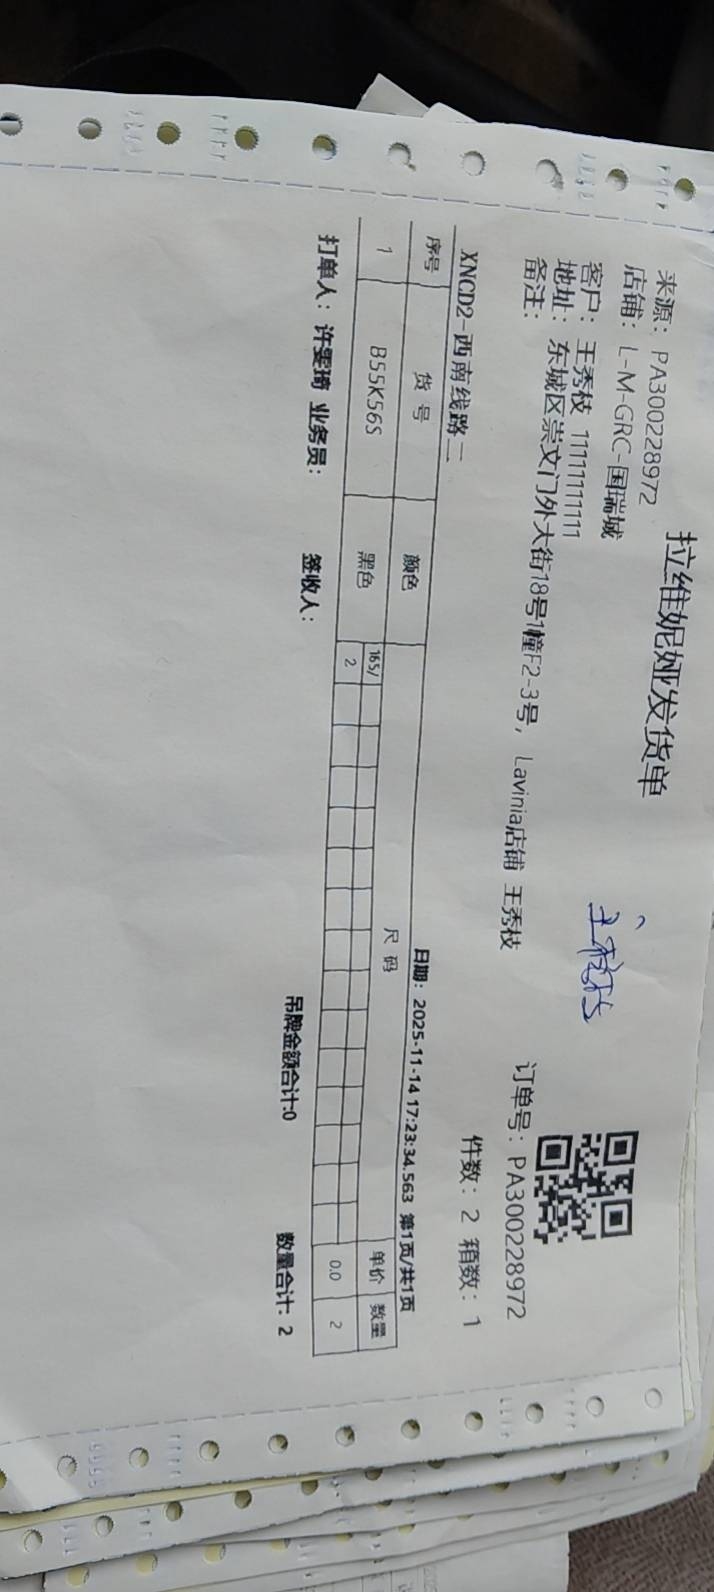 拉维妮娅发货单
来源：PA300228972
店铺：L-M-GRC-国瑞城
客户：王秀枝 11111111111
地址：东城区崇文门外大街18号1幢F2-3号，Lavinia店铺 王秀枝
备注：
王秀枝
订单号：PA300228972
件数：2 箱数：1
XNCD2-西南线路二
日期：2025-11-14 17:23:34.563 第1页/共1页
序号 货号 颜色 尺码 单价 数量
1 B55K56S 黑色 165/ 0.0 2
2
打单人：许雯琦 业务员： 签收人： 吊牌金额合计:0 数量合计: 2